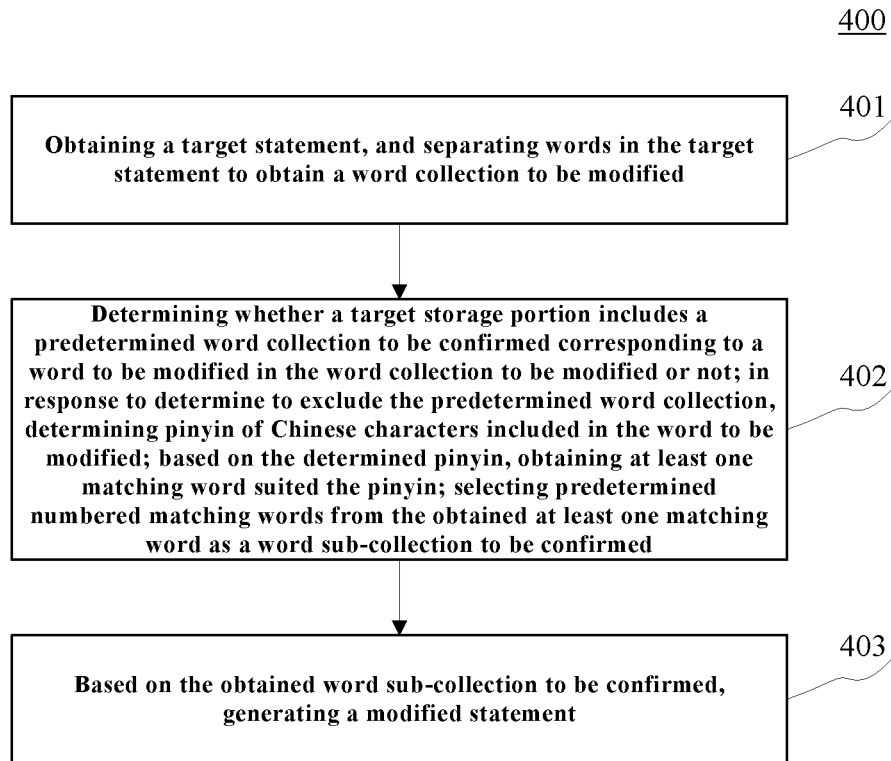 400
401
Obtaining a target statement, and separating words in the target
statement to obtain a word collection to be modified
402
Determining whether a target storage portion includes a
predetermined word collection to be confirmed corresponding to a
word to be modified in the word collection to be modified or not; in
response to determine to exclude the predetermined word collection,
determining pinyin of Chinese characters included in the word to be
modified; based on the determined pinyin, obtaining at least one
matching word suited the pinyin; selecting predetermined
numbered matching words from the obtained at least one matching
word as a word sub-collection to be confirmed
403
Based on the obtained word sub-collection to be confirmed,
generating a modified statement